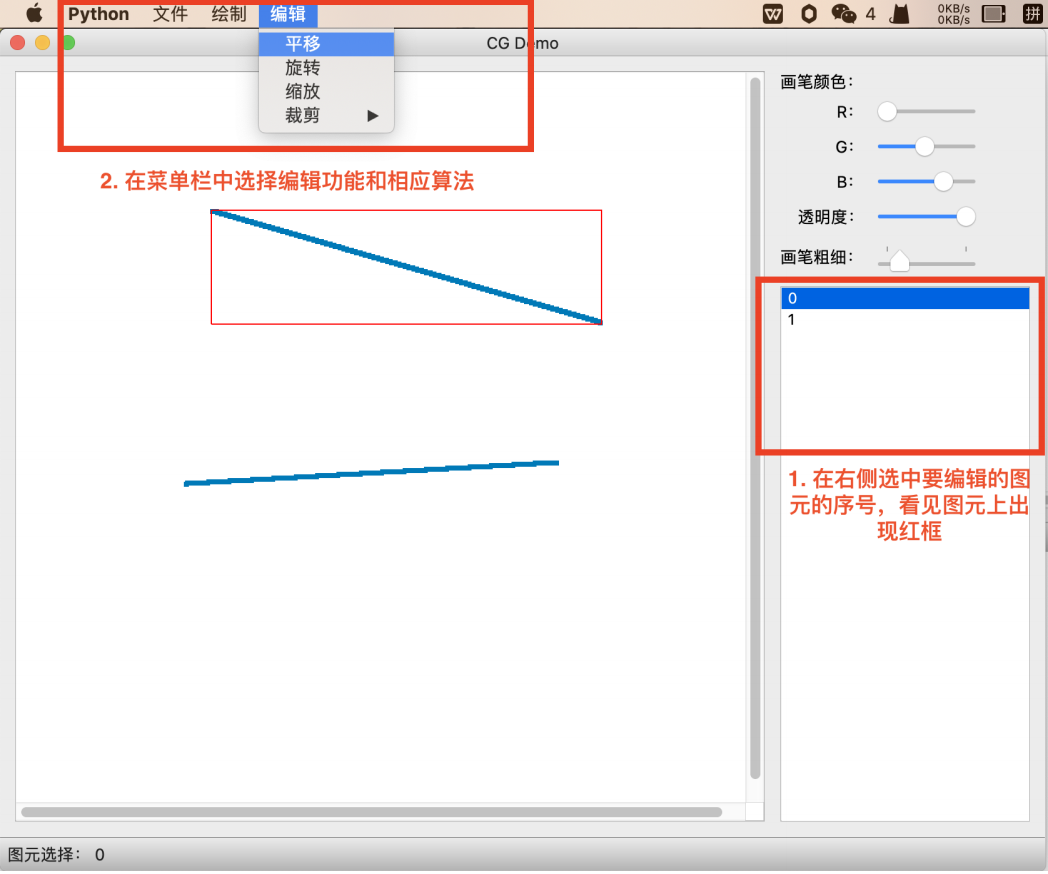 Python 文件 绘制 编辑 4 0KB/s 拼
0KB/s
CG Demo
平移
旋转
缩放
裁剪
2. 在菜单栏中选择编辑功能和相应算法
画笔颜色：
R：
G：
B：
透明度：
画笔粗细：
0
1
1. 在右侧选中要编辑的图
元的序号，看见图元上出
现红框
图元选择： 0